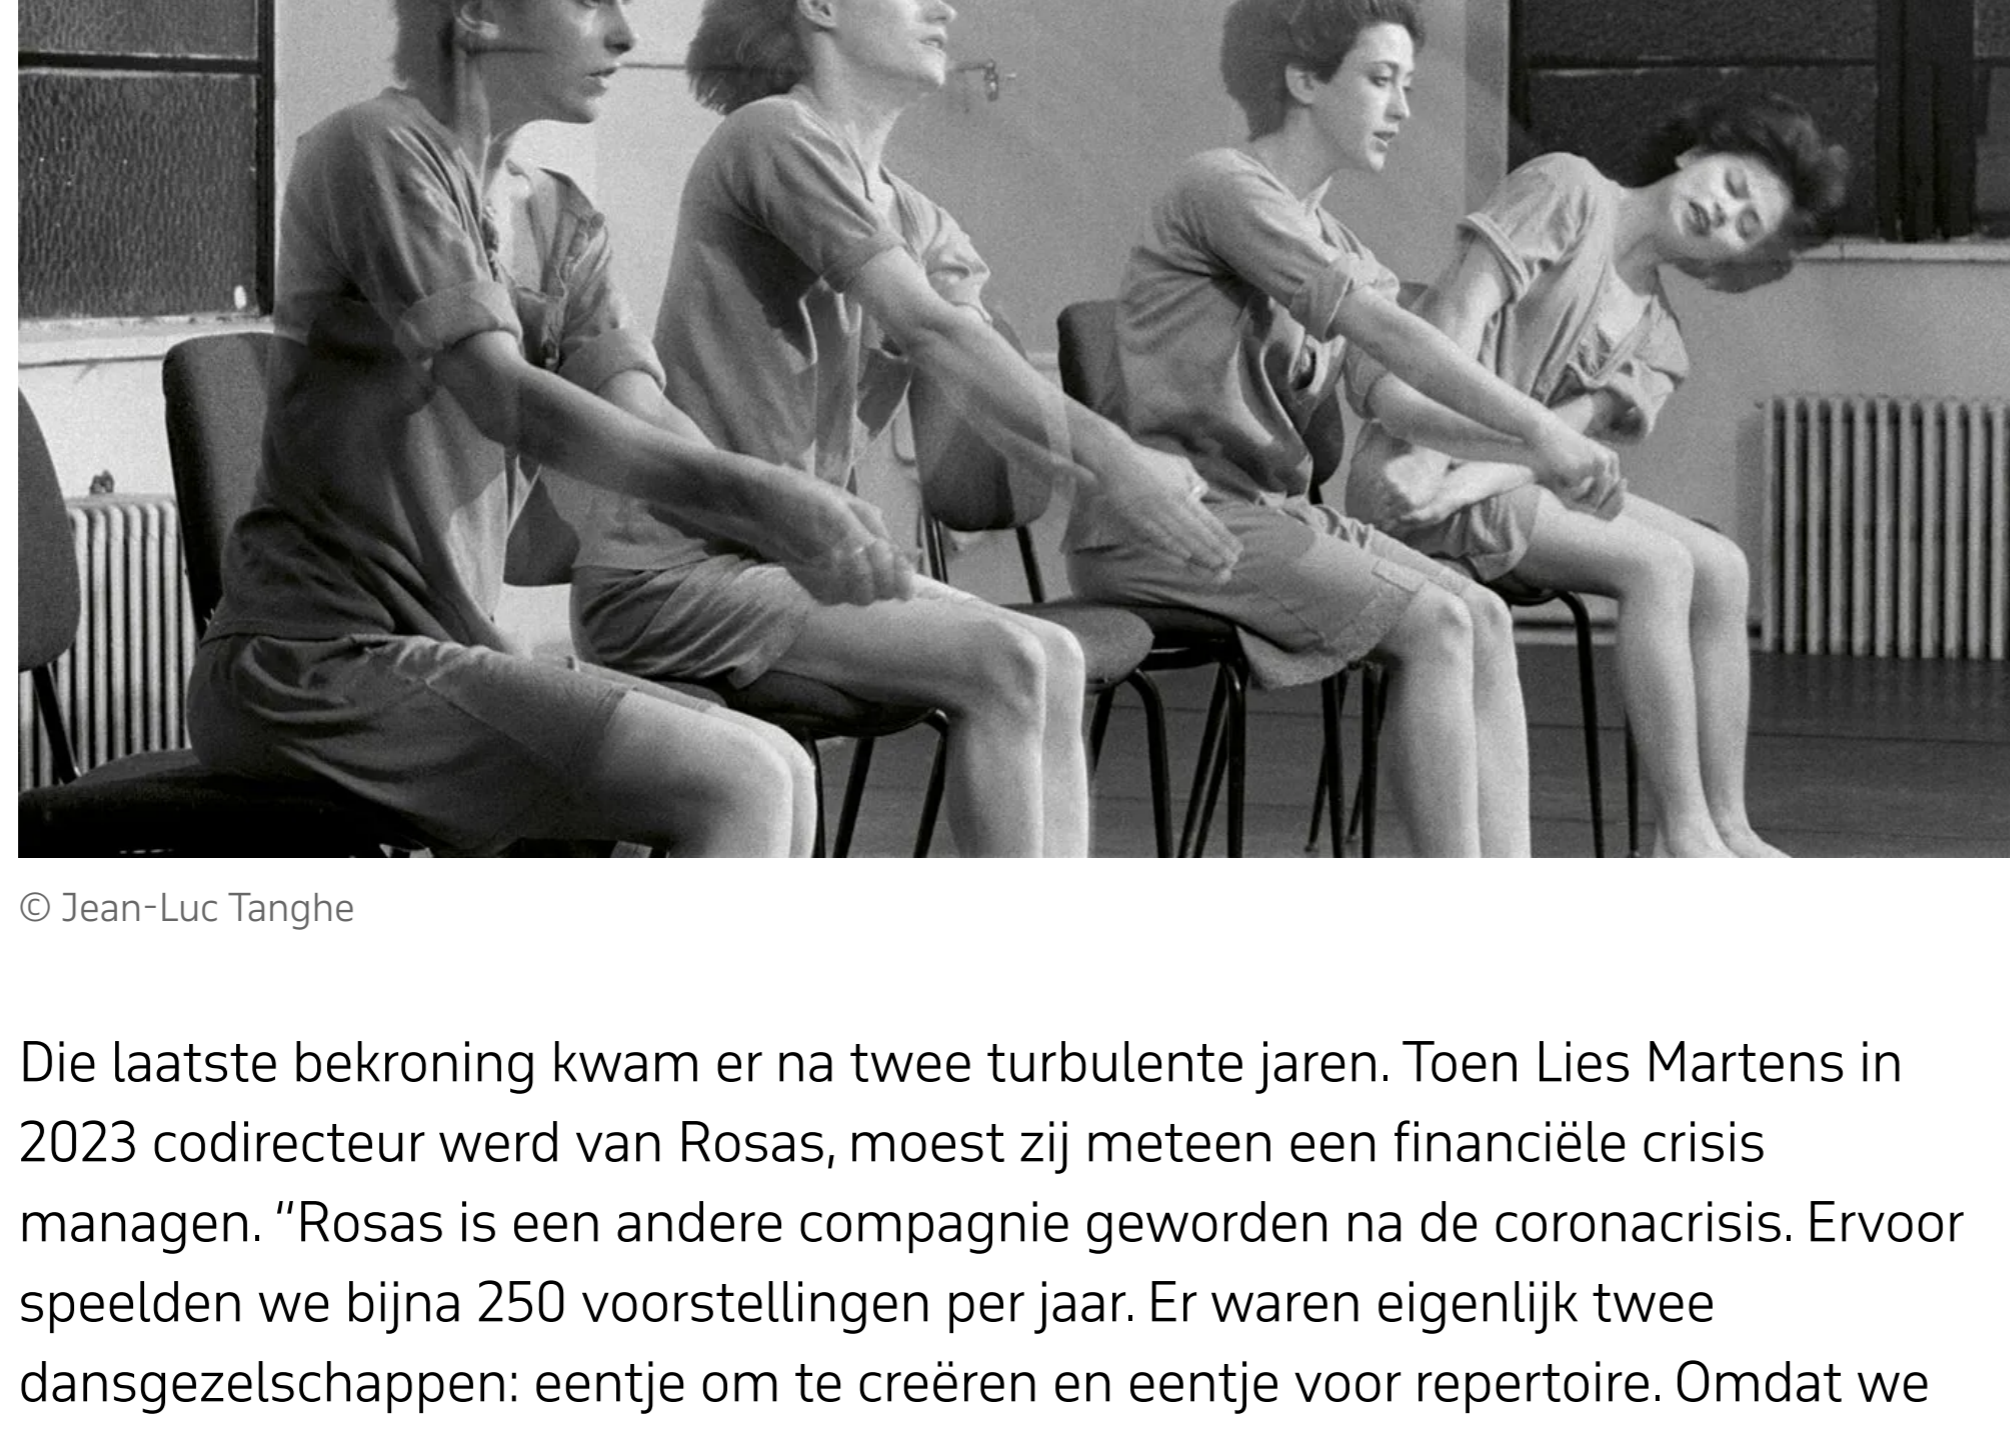 © Jean-Luc Tanghe
Die laatste bekroning kwam er na twee turbulente jaren. Toen Lies Martens in
2023 codirecteur werd van Rosas, moest zij meteen een financiële crisis
managen. “Rosas is een andere compagnie geworden na de coronacrisis. Ervoor
speelden we bijna 250 voorstellingen per jaar. Er waren eigenlijk twee
dansgezelschappen: eentje om te creëren en eentje voor repertoire. Omdat we